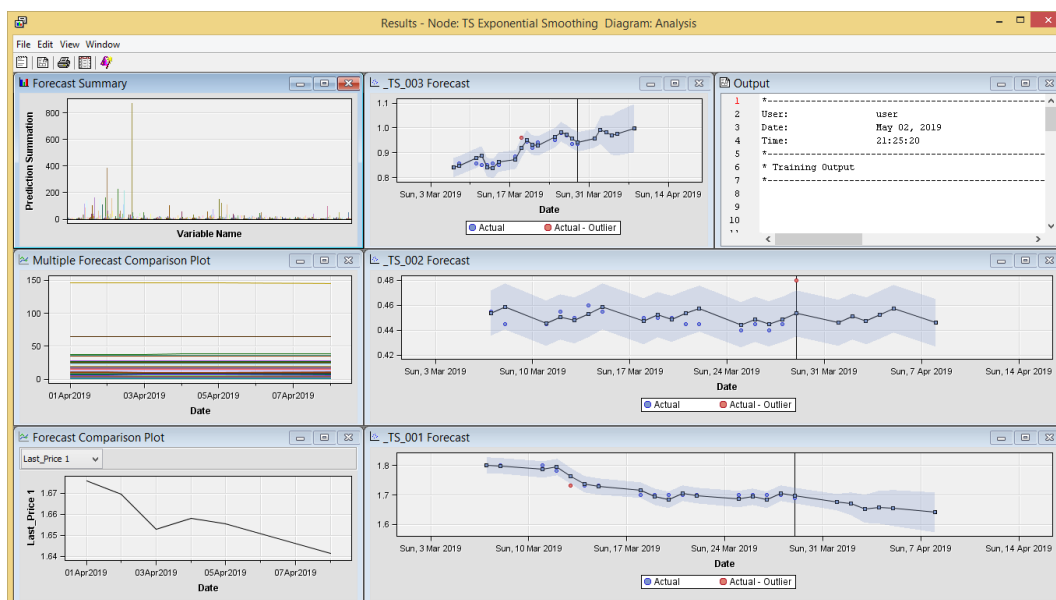 Results - Node: TS Exponential Smoothing Diagram: Analysis
File Edit View Window
Forecast Summary
800
600
400
200
0
Prediction Summation
Variable Name
_TS_003 Forecast
1.1
1.0
0.9
0.8
Sun, 3 Mar 2019 Sun, 17 Mar 2019 Sun, 31 Mar 2019 Sun, 14 Apr 2019
Date
Actual Actual - Outlier
Output
1 *------------------------------------------
2 User: user
3 Date: May 02, 2019
4 Time: 21:25:20
5 *------------------------------------------
6 * Training Output
7 *------------------------------------------
8
9
10
11
Multiple Forecast Comparison Plot
150
100
50
0
01Apr2019 03Apr2019 05Apr2019 07Apr2019
Date
_TS_002 Forecast
0.48
0.46
0.44
0.42
Sun, 3 Mar 2019 Sun, 10 Mar 2019 Sun, 17 Mar 2019 Sun, 24 Mar 2019 Sun, 31 Mar 2019 Sun, 7 Apr 2019 Sun, 14 Apr 2019
Date
Actual Actual - Outlier
Forecast Comparison Plot
Last_Price 1
Last_Price 1
1.67
1.66
1.65
1.64
01Apr2019 03Apr2019 05Apr2019 07Apr2019
Date
_TS_001 Forecast
1.8
1.7
1.6
Sun, 3 Mar 2019 Sun, 10 Mar 2019 Sun, 17 Mar 2019 Sun, 24 Mar 2019 Sun, 31 Mar 2019 Sun, 7 Apr 2019 Sun, 14 Apr 2019
Date
Actual Actual - Outlier